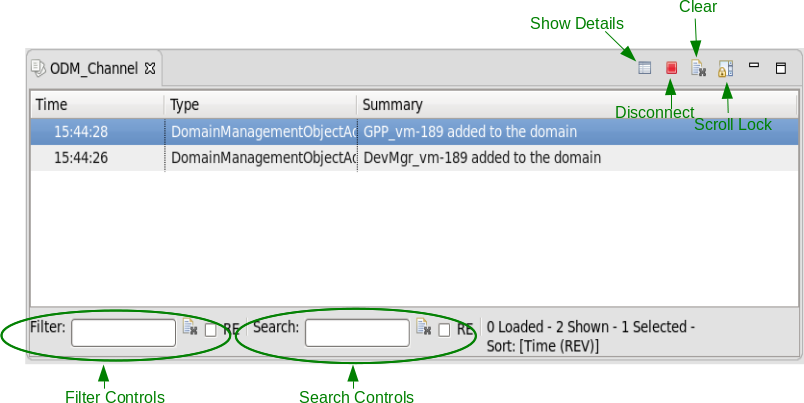 Clear
Show Details
ODM_Channel
Disconnect
Scroll Lock
Time Type Summary
15:44:28 DomainManagementObjectAc GPP_vm-189 added to the domain
15:44:26 DomainManagementObjectAc DevMgr_vm-189 added to the domain
Filter: RE Search: RE 0 Loaded - 2 Shown - 1 Selected -
Sort: [Time (REV)]
Filter Controls Search Controls